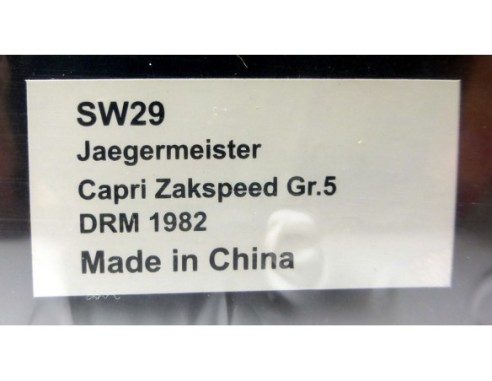 SW29
Jaegermeister
Capri Zakspeed Gr.5
DRM 1982
Made in China